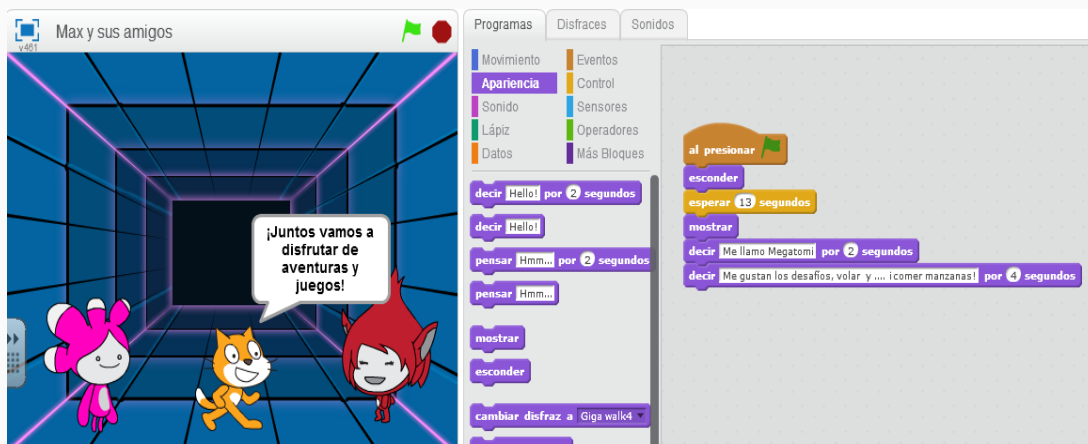 Max y sus amigos
v461
¡Juntos vamos a
disfrutar de
aventuras y
juegos!
Programas
Disfraces
Sonidos
Movimiento
Apariencia
Sonido
Lápiz
Datos
Eventos
Control
Sensores
Operadores
Más Bloques
decir Hello! por 2 segundos
decir Hello!
pensar Hmm... por 2 segundos
pensar Hmm...
mostrar
esconder
cambiar disfraz a Giga walk4
al presionar
esconder
esperar 13 segundos
mostrar
decir Me llamo Megatomi por 2 segundos
decir Me gustan los desafíos, volar y .... ¡comer manzanas! por 4 segundos